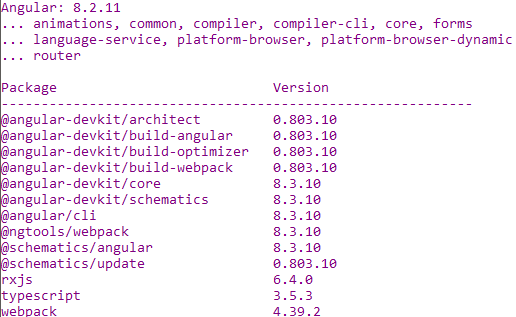 Angular: 8.2.11
... animations, common, compiler, compiler-cli, core, forms
... language-service, platform-browser, platform-browser-dynamic
... router
Package                           Version
-----------------------------------------------------------
@angular-devkit/architect         0.803.10
@angular-devkit/build-angular     0.803.10
@angular-devkit/build-optimizer   0.803.10
@angular-devkit/build-webpack     0.803.10
@angular-devkit/core              8.3.10
@angular-devkit/schematics        8.3.10
@angular/cli                      8.3.10
@ngtools/webpack                  8.3.10
@schematics/angular               8.3.10
@schematics/update                0.803.10
rxjs                              6.4.0
typescript                        3.5.3
webpack                           4.39.2